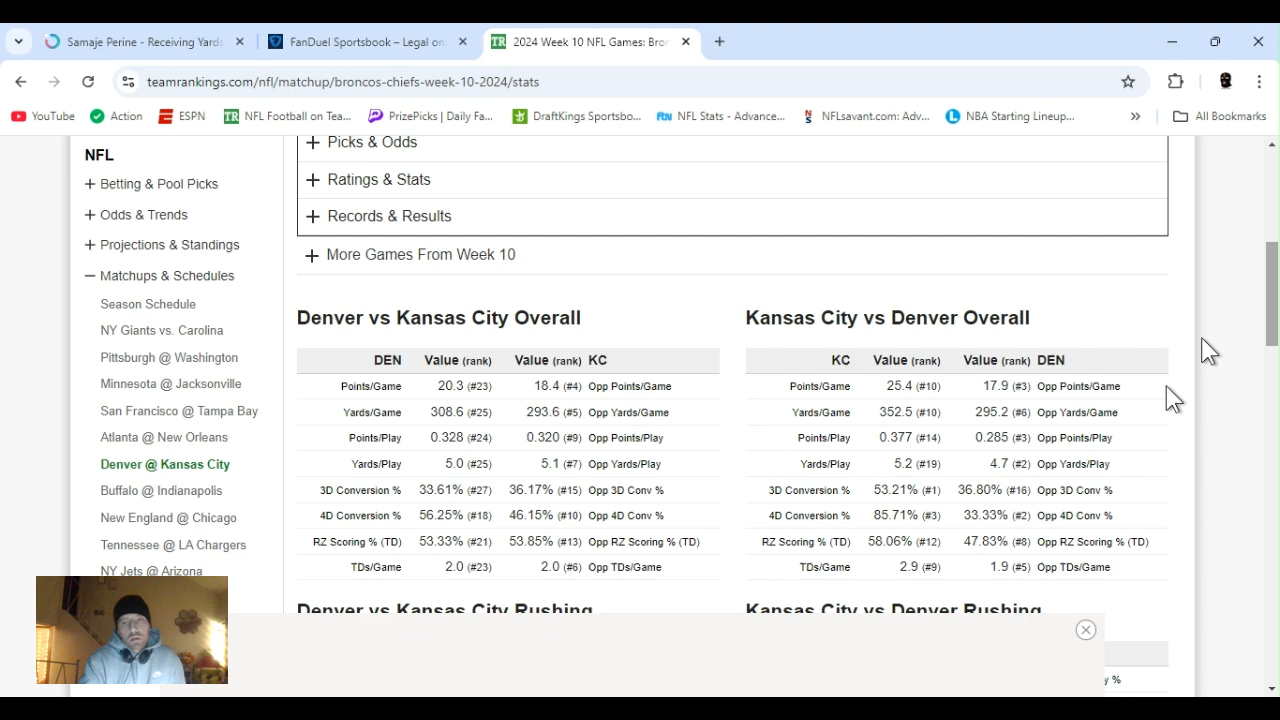 Samaje Perine - Receiving Yards
FanDuel Sportsbook – Legal on
TR 2024 Week 10 NFL Games: Bron
teamrankings.com/nfl/matchup/broncos-chiefs-week-10-2024/stats
YouTube Action ESPN TR NFL Football on Tea... PrizePicks | Daily Fa... DraftKings Sportsbo... ftn NFL Stats - Advance... NFLsavant.com: Adv... L NBA Starting Lineup... » All Bookmarks
NFL
+ Betting & Pool Picks
+ Odds & Trends
+ Projections & Standings
— Matchups & Schedules
Season Schedule
NY Giants vs. Carolina
Pittsburgh @ Washington
Minnesota @ Jacksonville
San Francisco @ Tampa Bay
Atlanta @ New Orleans
Denver @ Kansas City
Buffalo @ Indianapolis
New England @ Chicago
Tennessee @ LA Chargers
NY Jets @ Arizona
+ Picks & Odds
+ Ratings & Stats
+ Records & Results
+ More Games From Week 10
Denver vs Kansas City Overall
DEN Value (rank) Value (rank) KC
Points/Game 20.3 (#23) 18.4 (#4) Opp Points/Game
Yards/Game 308.6 (#25) 293.6 (#5) Opp Yards/Game
Points/Play 0.328 (#24) 0.320 (#9) Opp Points/Play
Yards/Play 5.0 (#25) 5.1 (#7) Opp Yards/Play
3D Conversion % 33.61% (#27) 36.17% (#15) Opp 3D Conv %
4D Conversion % 56.25% (#18) 46.15% (#10) Opp 4D Conv %
RZ Scoring % (TD) 53.33% (#21) 53.85% (#13) Opp RZ Scoring % (TD)
TDs/Game 2.0 (#23) 2.0 (#6) Opp TDs/Game
Denver vs Kansas City Rushing
Kansas City vs Denver Overall
KC Value (rank) Value (rank) DEN
Points/Game 25.4 (#10) 17.9 (#3) Opp Points/Game
Yards/Game 352.5 (#10) 295.2 (#6) Opp Yards/Game
Points/Play 0.377 (#14) 0.285 (#3) Opp Points/Play
Yards/Play 5.2 (#19) 4.7 (#2) Opp Yards/Play
3D Conversion % 53.21% (#1) 36.80% (#16) Opp 3D Conv %
4D Conversion % 85.71% (#3) 33.33% (#2) Opp 4D Conv %
RZ Scoring % (TD) 58.06% (#12) 47.83% (#8) Opp RZ Scoring % (TD)
TDs/Game 2.9 (#9) 1.9 (#5) Opp TDs/Game
Kansas City vs Denver Rushing
y %